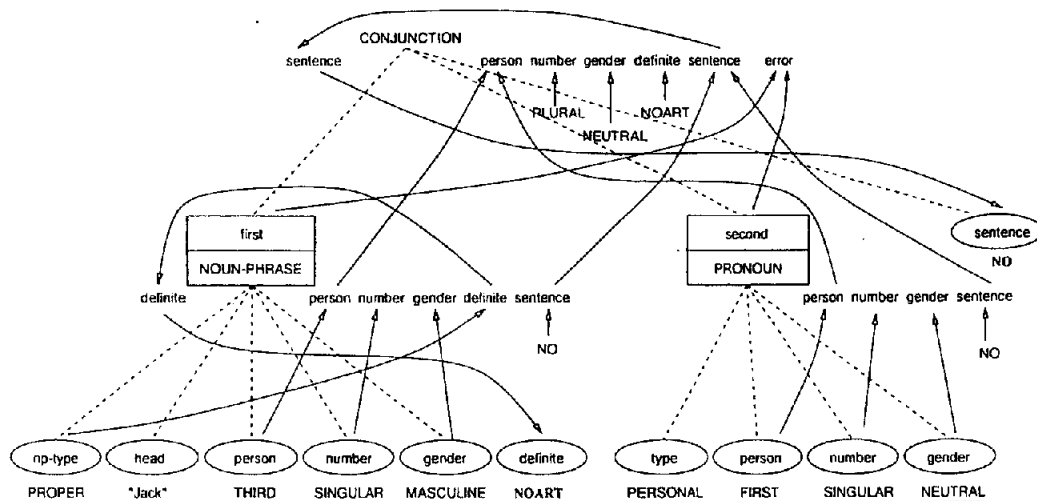 CONJUNCTION
sentence person number gender definite sentence error
PLURAL NOART
NEUTRAL
first second sentence
NOUN-PHRASE PRONOUN NO
definite person number gender definite sentence person number gender sentence
NO NO
np-type head person number gender definite type person number gender
PROPER "Jack" THIRD SINGULAR MASCULINE NOART PERSONAL FIRST SINGULAR NEUTRAL